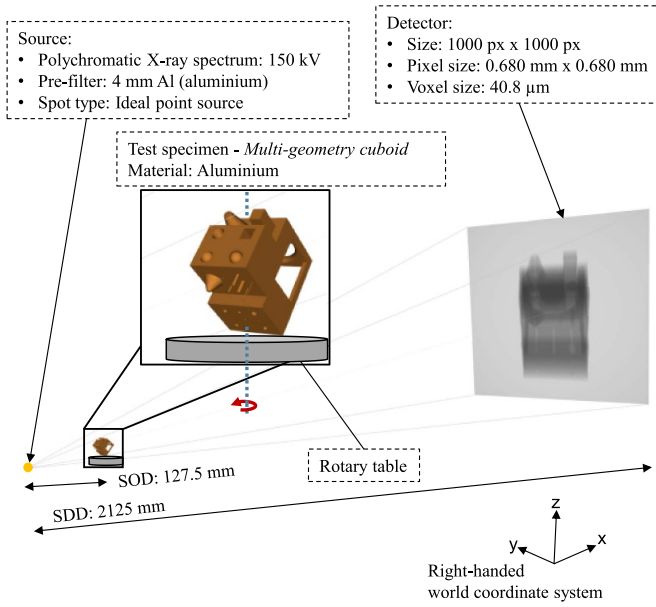 Source:
• Polychromatic X-ray spectrum: 150 kV
• Pre-filter: 4 mm Al (aluminium)
• Spot type: Ideal point source
Detector:
• Size: 1000 px x 1000 px
• Pixel size: 0.680 mm x 0.680 mm
• Voxel size: 40.8 µm
Test specimen - Multi-geometry cuboid
Material: Aluminium
Rotary table
SOD: 127.5 mm
SDD: 2125 mm
z
y
x
Right-handed
world coordinate system